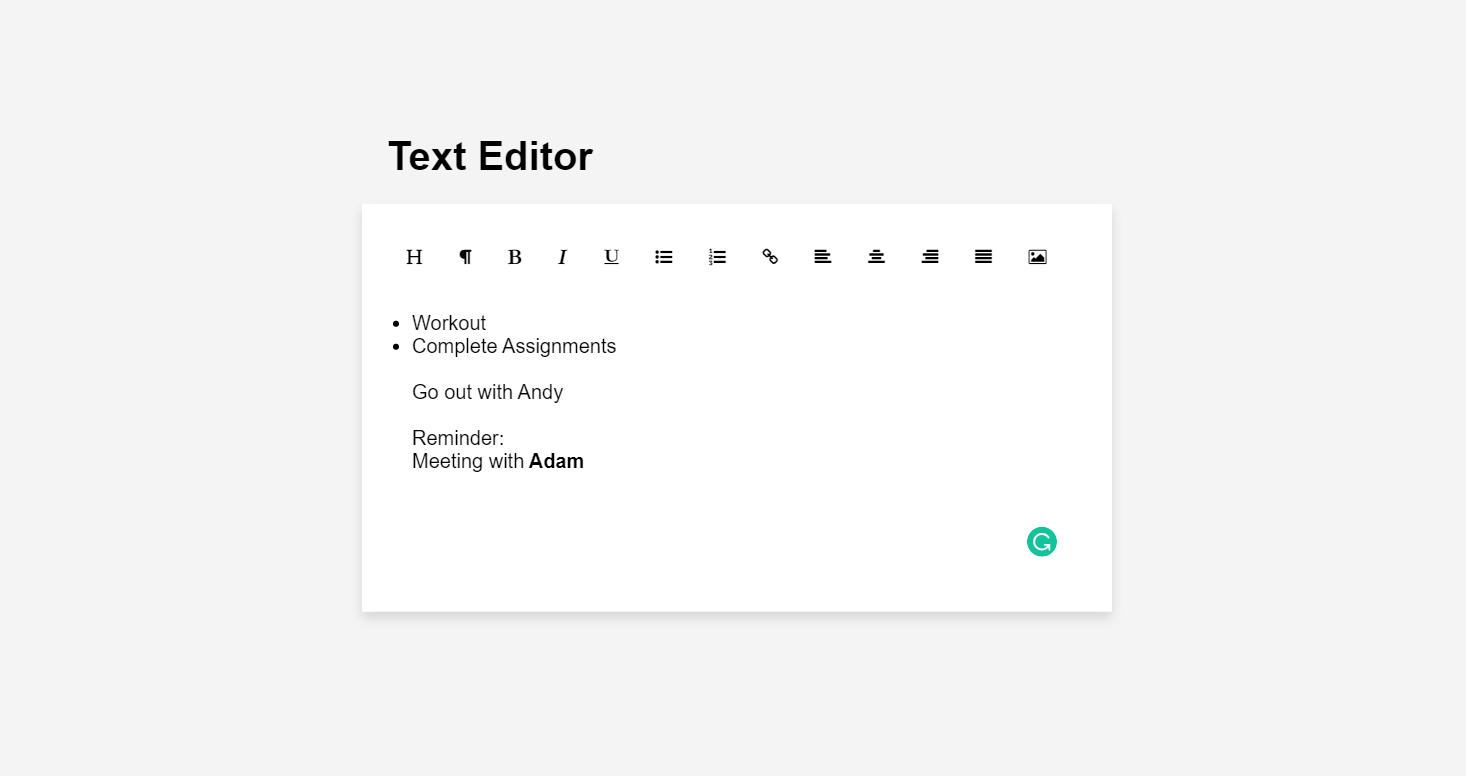 Text Editor
H ¶ B I U
• Workout
• Complete Assignments
Go out with Andy
Reminder:
Meeting with Adam